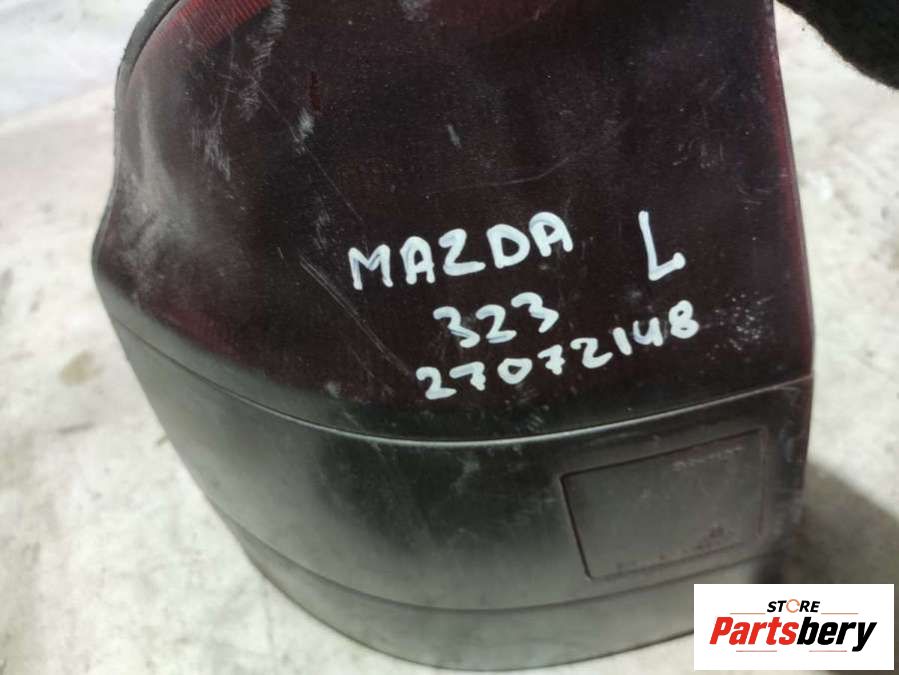 MAZDA L
323
27072148
STORE
Partsbery